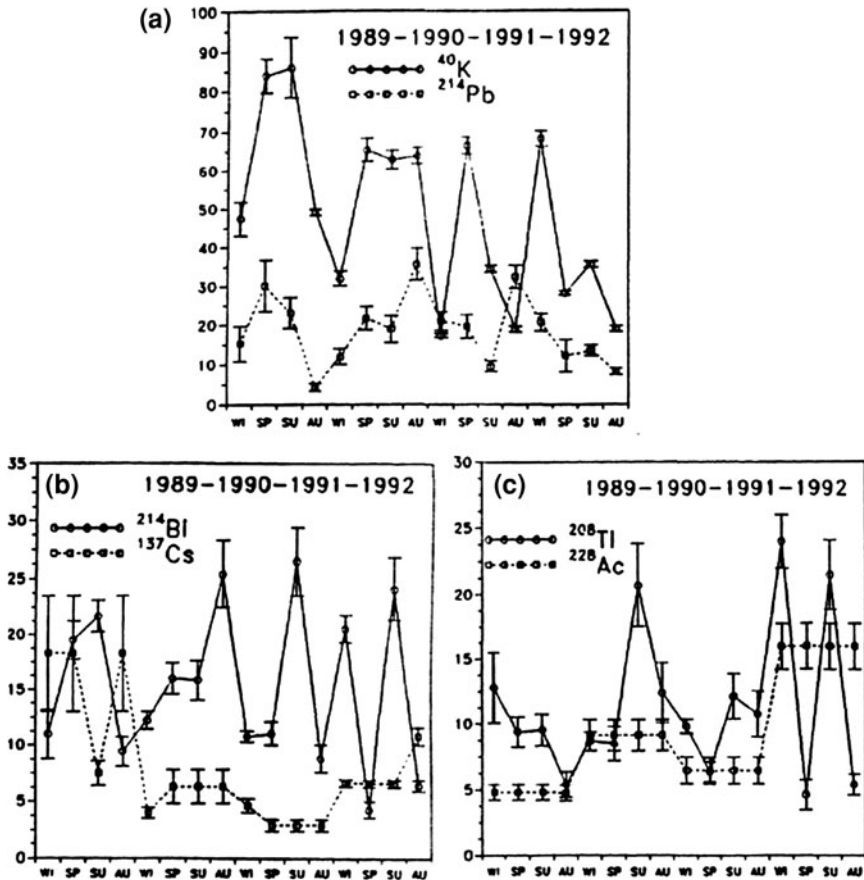 (a)
1989-1990-1991-1992
⁴⁰K
²¹⁴Pb
100
90
80
70
60
50
40
30
20
10
0
WI SP SU AU WI SP SU AU WI SP SU AU WI SP SU AU
(b)
1989-1990-1991-1992
²¹⁴Bi
¹³⁷Cs
35
30
25
20
15
10
5
0
WI SP SU AU WI SP SU AU WI SP SU AU WI SP SU AU
(c)
1989-1990-1991-1992
²⁰⁸Tl
²²⁸Ac
30
25
20
15
10
5
0
WI SP SU AU WI SP SU AU WI SP SU AU WI SP SU AU